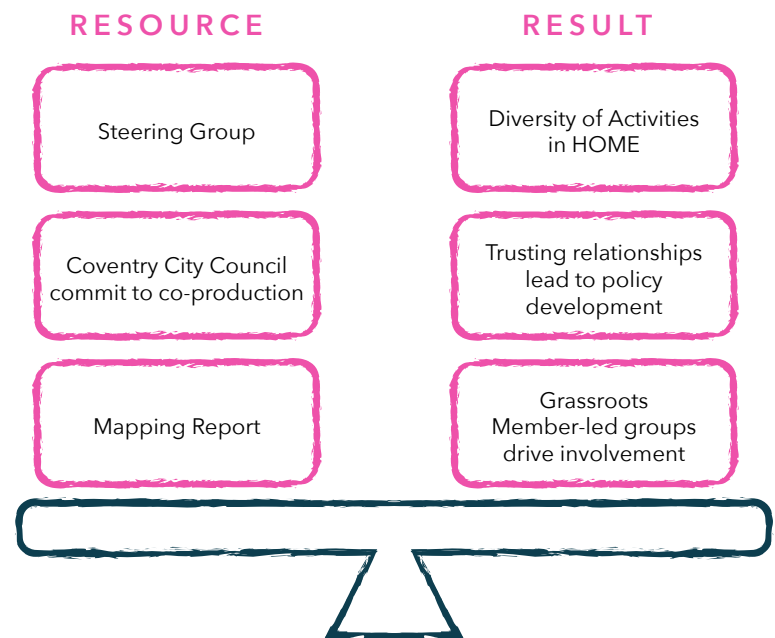 RESOURCE
Steering Group
Coventry City Council
commit to co-production
Mapping Report
RESULT
Diversity of Activities
in HOME
Trusting relationships
lead to policy
development
Grassroots
Member-led groups
drive involvement